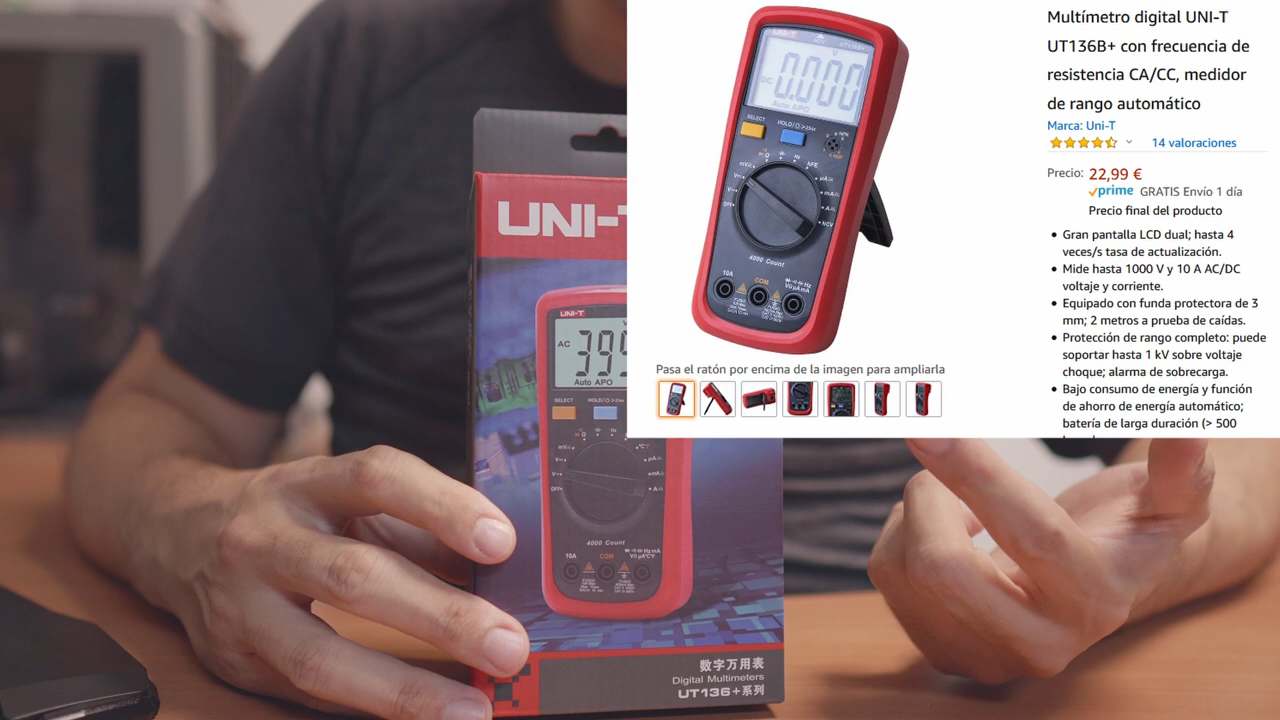 Multímetro digital UNI-T
UT136B+ con frecuencia de
resistencia CA/CC, medidor
de rango automático
Marca: Uni-T
14 valoraciones
Precio: 22,99 €
prime GRATIS Envío 1 día
Precio final del producto
Gran pantalla LCD dual; hasta 4
veces/s tasa de actualización.
Mide hasta 1000 V y 10 A AC/DC
voltaje y corriente.
Equipado con funda protectora de 3
mm; 2 metros a prueba de caídas.
Protección de rango completo: puede
soportar hasta 1 kV sobre voltaje
choque; alarma de sobrecarga.
Bajo consumo de energía y función
de ahorro de energía automático;
batería de larga duración (> 500
Pasa el ratón por encima de la imagen para ampliarla
UNI-T
NCV
UT136B+
V
0.000
Auto APO
SELECT
HOLD/
OFF
Hz
hFE
NCV
4000 Count
10A
COM
UNI-T
UNI-T
AC
395
Auto APO
SELECT
HOLD/
OFF
4000 Count
10A
COM
数字万用表
Digital Multimeters
UT136+系列